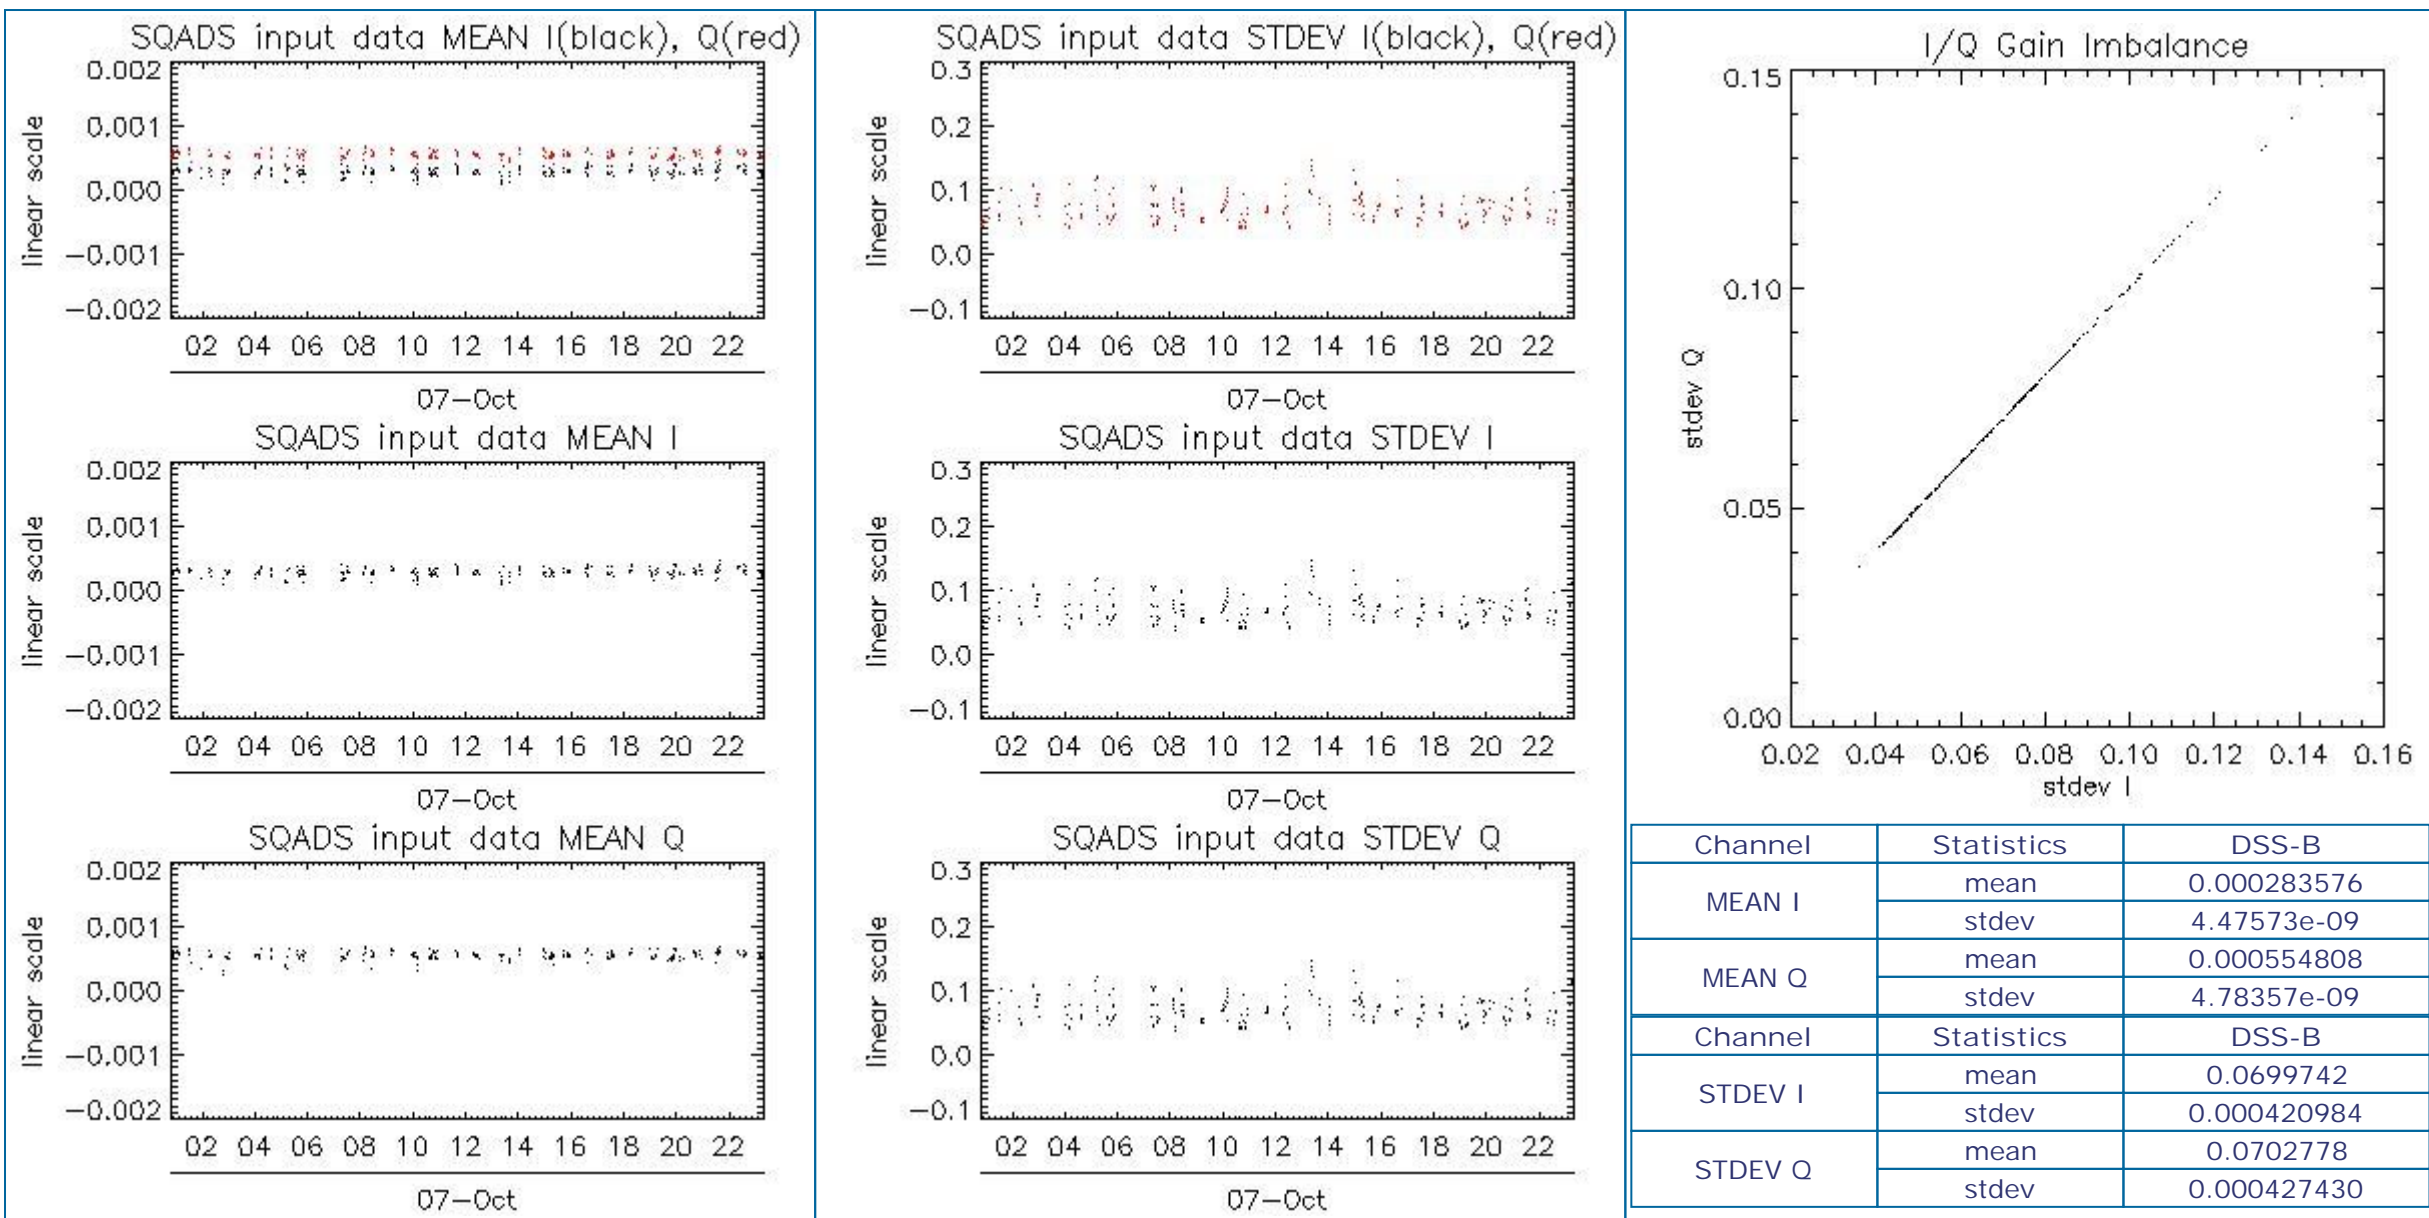 SQADS input data MEAN I(black), Q(red)
linear scale
0.002
0.001
0.000
−0.001
−0.002
02 04 06 08 10 12 14 16 18 20 22
07−Oct
SQADS input data MEAN I
linear scale
0.002
0.001
0.000
−0.001
−0.002
02 04 06 08 10 12 14 16 18 20 22
07−Oct
SQADS input data MEAN Q
linear scale
0.002
0.001
0.000
−0.001
−0.002
02 04 06 08 10 12 14 16 18 20 22
07−Oct
SQADS input data STDEV I(black), Q(red)
linear scale
0.3
0.2
0.1
0.0
−0.1
02 04 06 08 10 12 14 16 18 20 22
07−Oct
SQADS input data STDEV I
linear scale
0.3
0.2
0.1
0.0
−0.1
02 04 06 08 10 12 14 16 18 20 22
07−Oct
SQADS input data STDEV Q
linear scale
0.3
0.2
0.1
0.0
−0.1
02 04 06 08 10 12 14 16 18 20 22
07−Oct
I/Q Gain Imbalance
stdev Q
0.15
0.10
0.05
0.00
0.02 0.04 0.06 0.08 0.10 0.12 0.14 0.16
stdev I
Channel Statistics DSS-B
MEAN I mean 0.000283576
stdev 4.47573e-09
MEAN Q mean 0.000554808
stdev 4.78357e-09
Channel Statistics DSS-B
STDEV I mean 0.0699742
stdev 0.000420984
STDEV Q mean 0.0702778
stdev 0.000427430